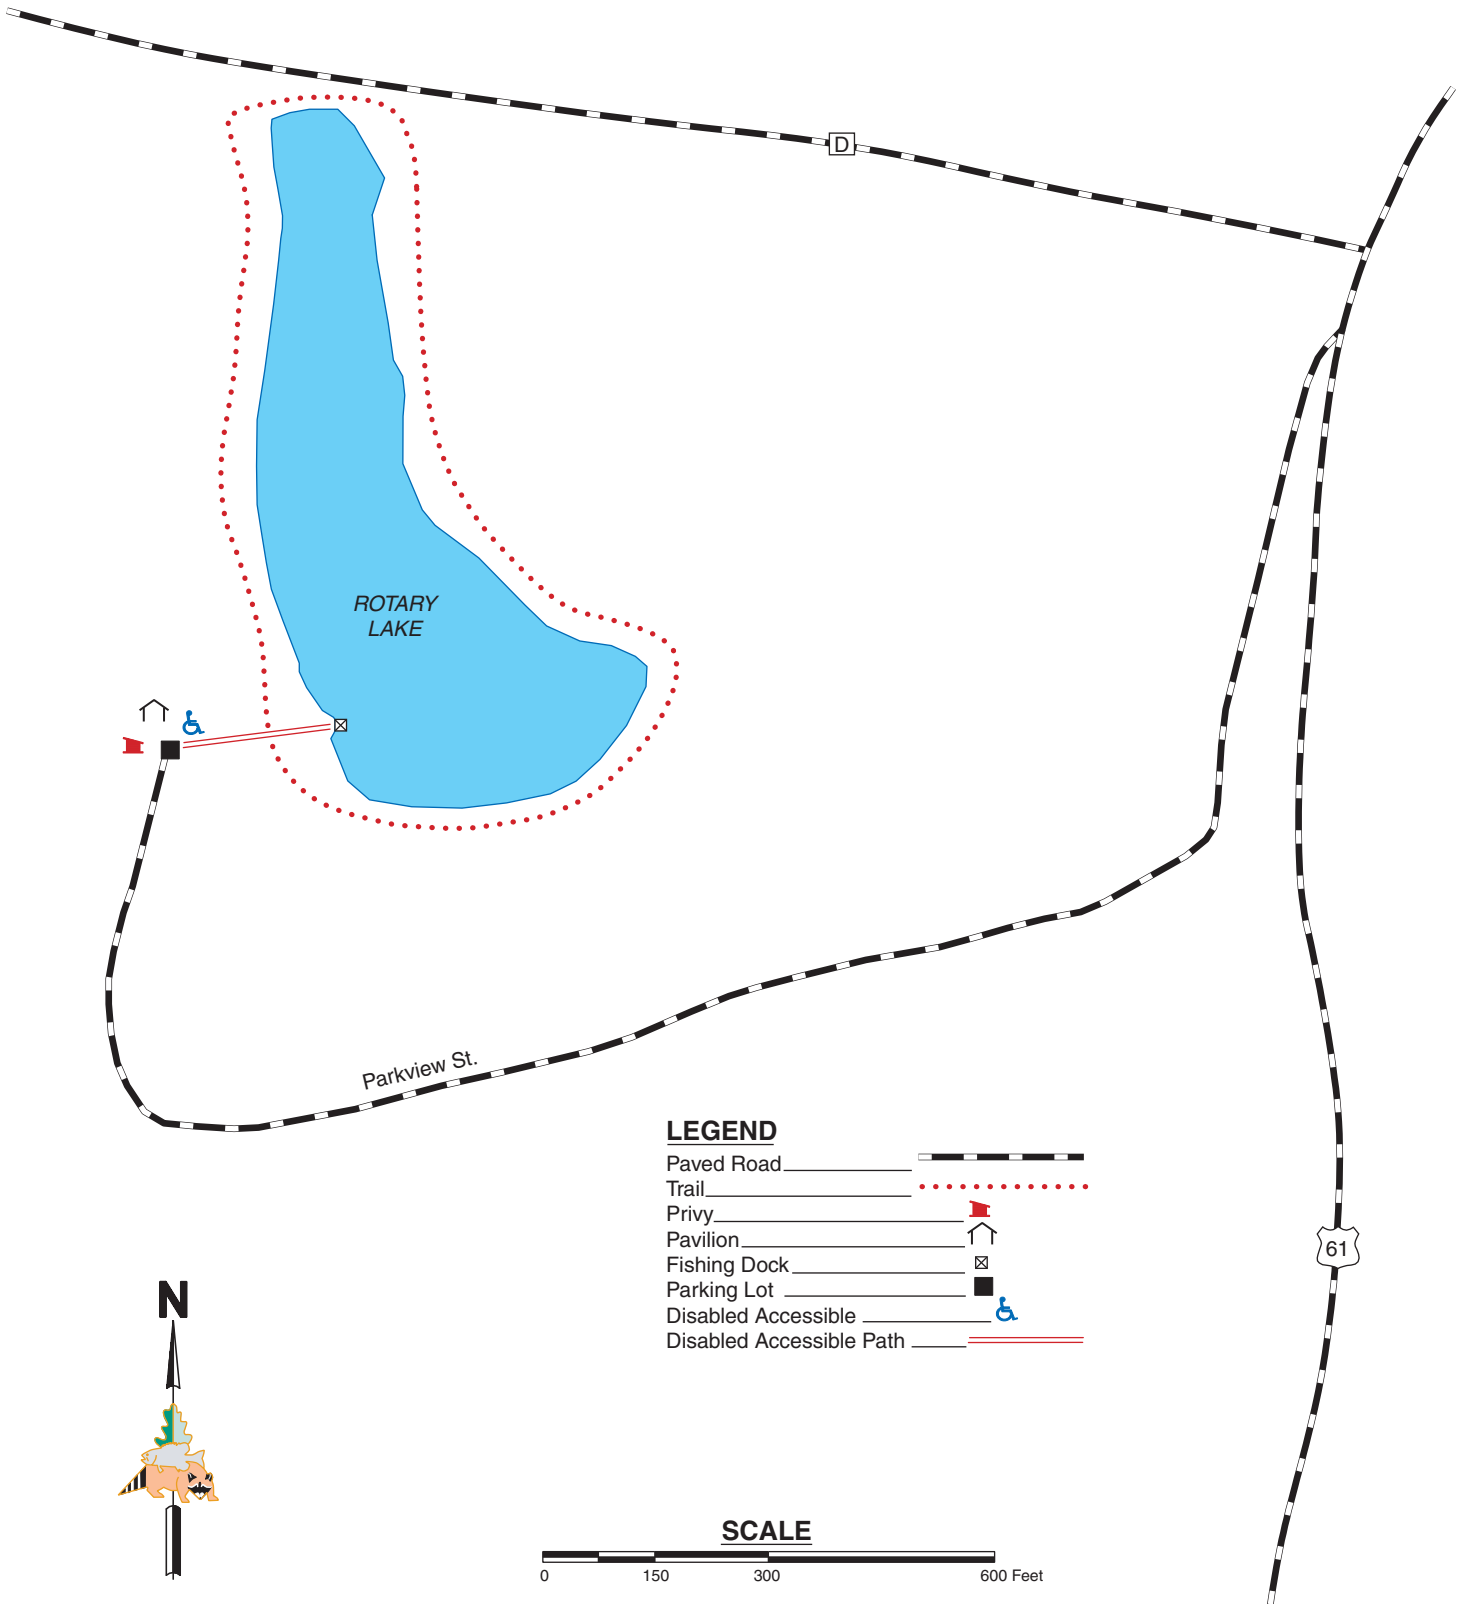 D
ROTARY
LAKE
Parkview St.
LEGEND
Paved Road
Trail
Privy
Pavilion
Fishing Dock
Parking Lot
Disabled Accessible
Disabled Accessible Path
61
N
SCALE
0 150 300 600 Feet